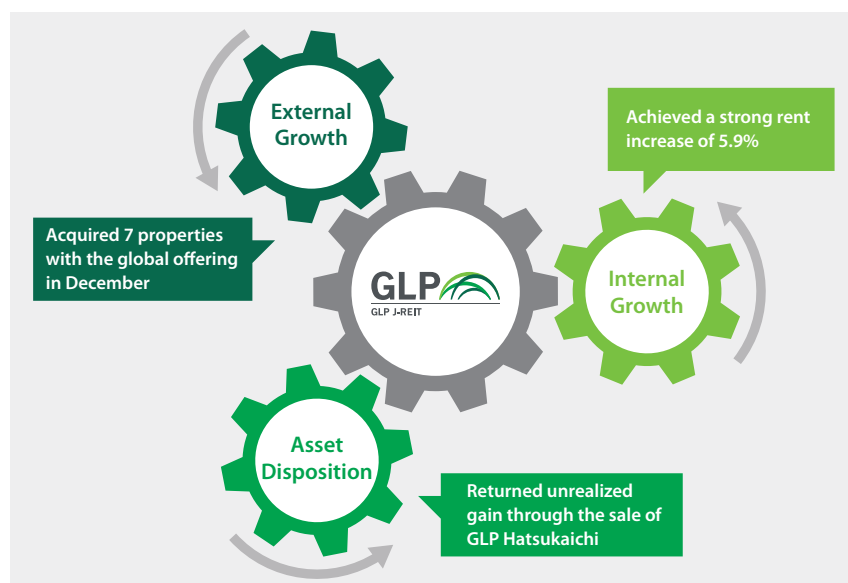 External
Growth
Achieved a strong rent
increase of 5.9%
Acquired 7 properties
with the global offering
in December
GLP
GLP J-REIT
Internal
Growth
Asset
Disposition
Returned unrealized
gain through the sale of
GLP Hatsukaichi